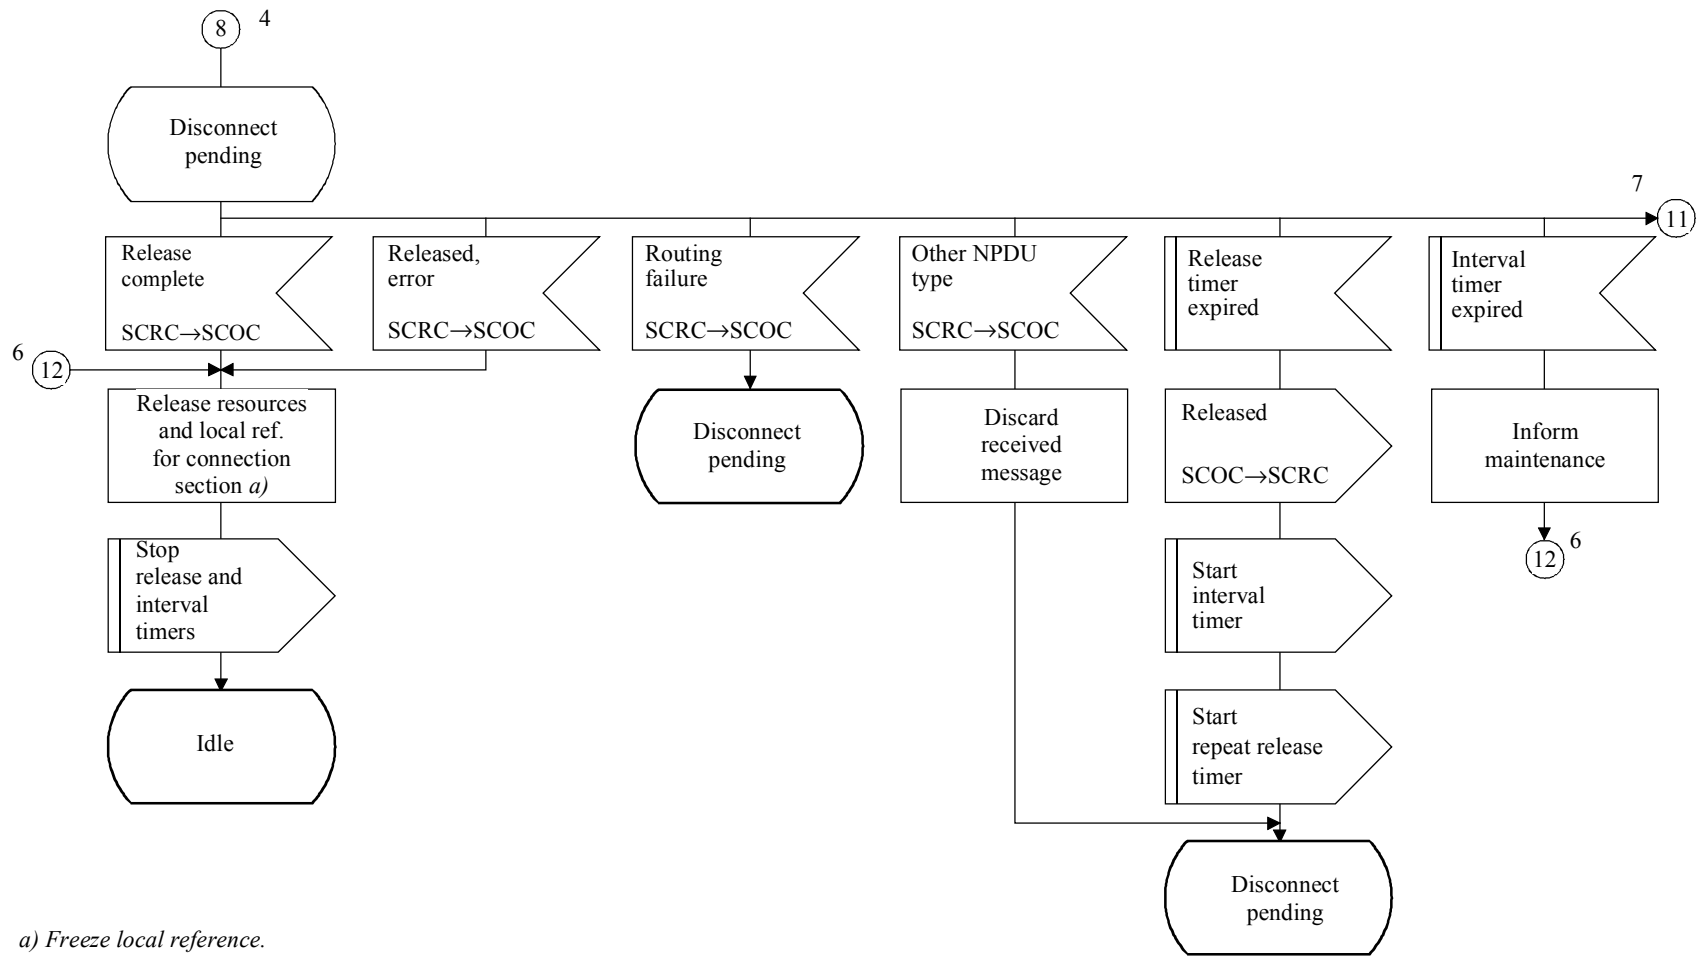 8 4
Disconnect
pending
7
11
Release
complete
SCRC→SCOC
Released,
error
SCRC→SCOC
Routing
failure
SCRC→SCOC
Other NPDU
type
SCRC→SCOC
Release
timer
expired
Interval
timer
expired
6
12
Release resources
and local ref.
for connection
section a)
Disconnect
pending
Discard
received
message
Released
SCOC→SCRC
Inform
maintenance
Stop
release and
interval
timers
Start
interval
timer
12 6
Idle
Start
repeat release
timer
Disconnect
pending
a) Freeze local reference.